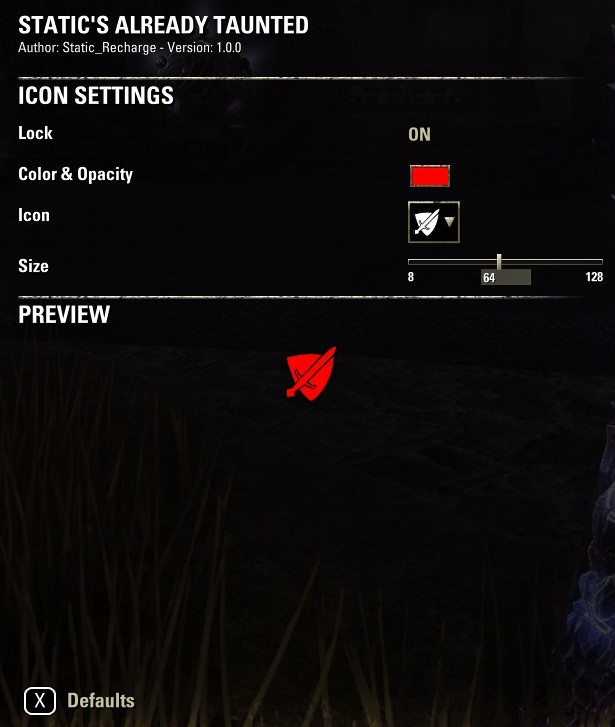 STATIC'S ALREADY TAUNTED
Author: Static_Recharge - Version: 1.0.0
ICON SETTINGS
Lock ON
Color & Opacity
Icon
Size
8 64 128
PREVIEW
X Defaults